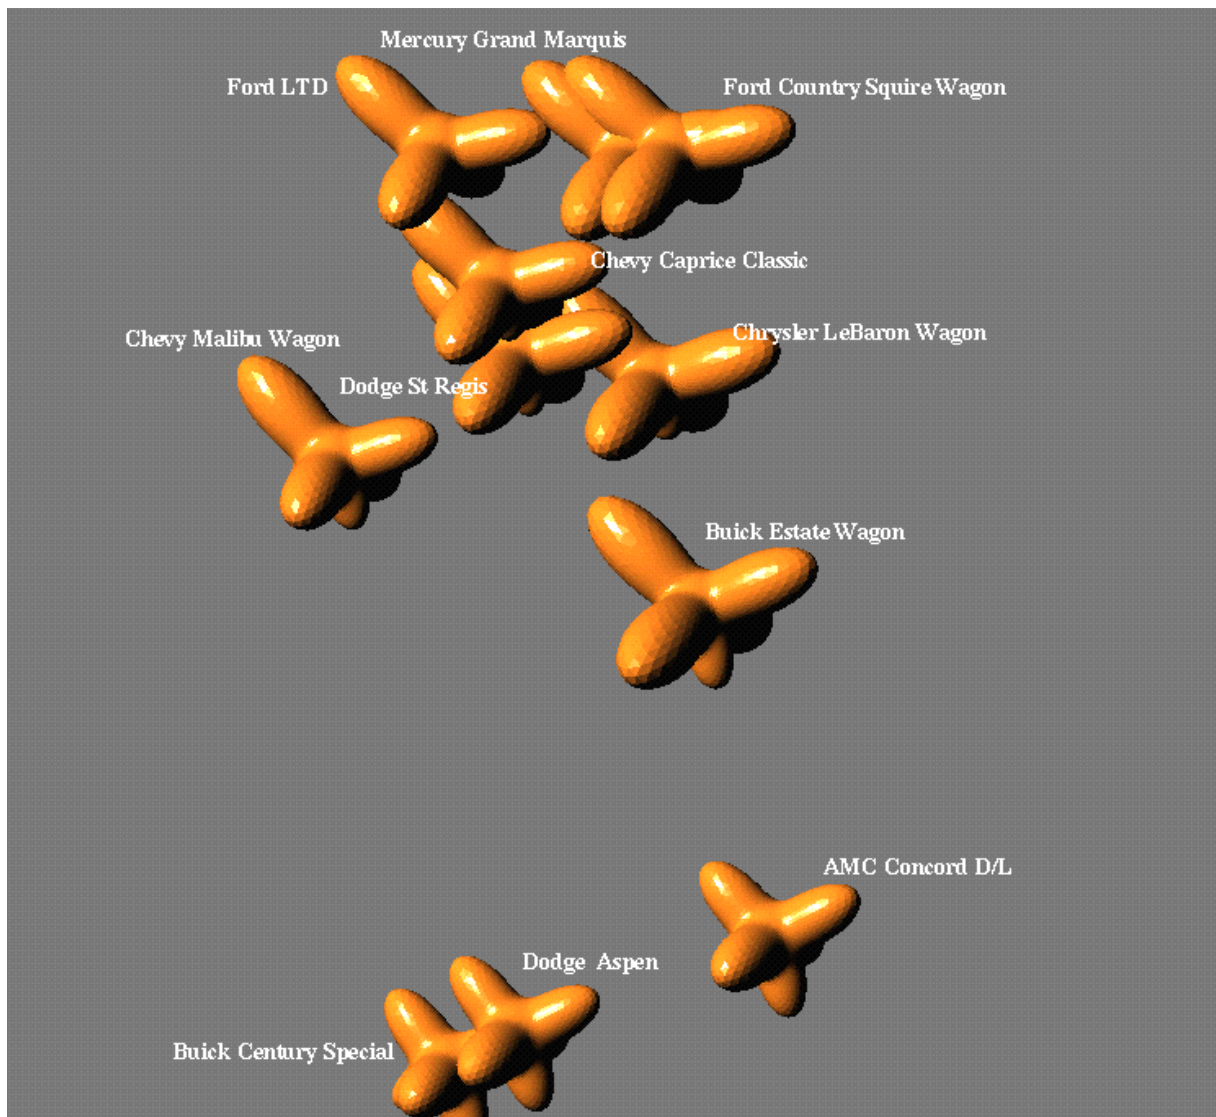 Mercury Grand Marquis
Ford LTD
Ford Country Squire Wagon
Chevy Caprice Classic
Chevy Malibu Wagon
Chrysler LeBaron Wagon
Dodge St Regis
Buick Estate Wagon
AMC Concord D/L
Dodge Aspen
Buick Century Special